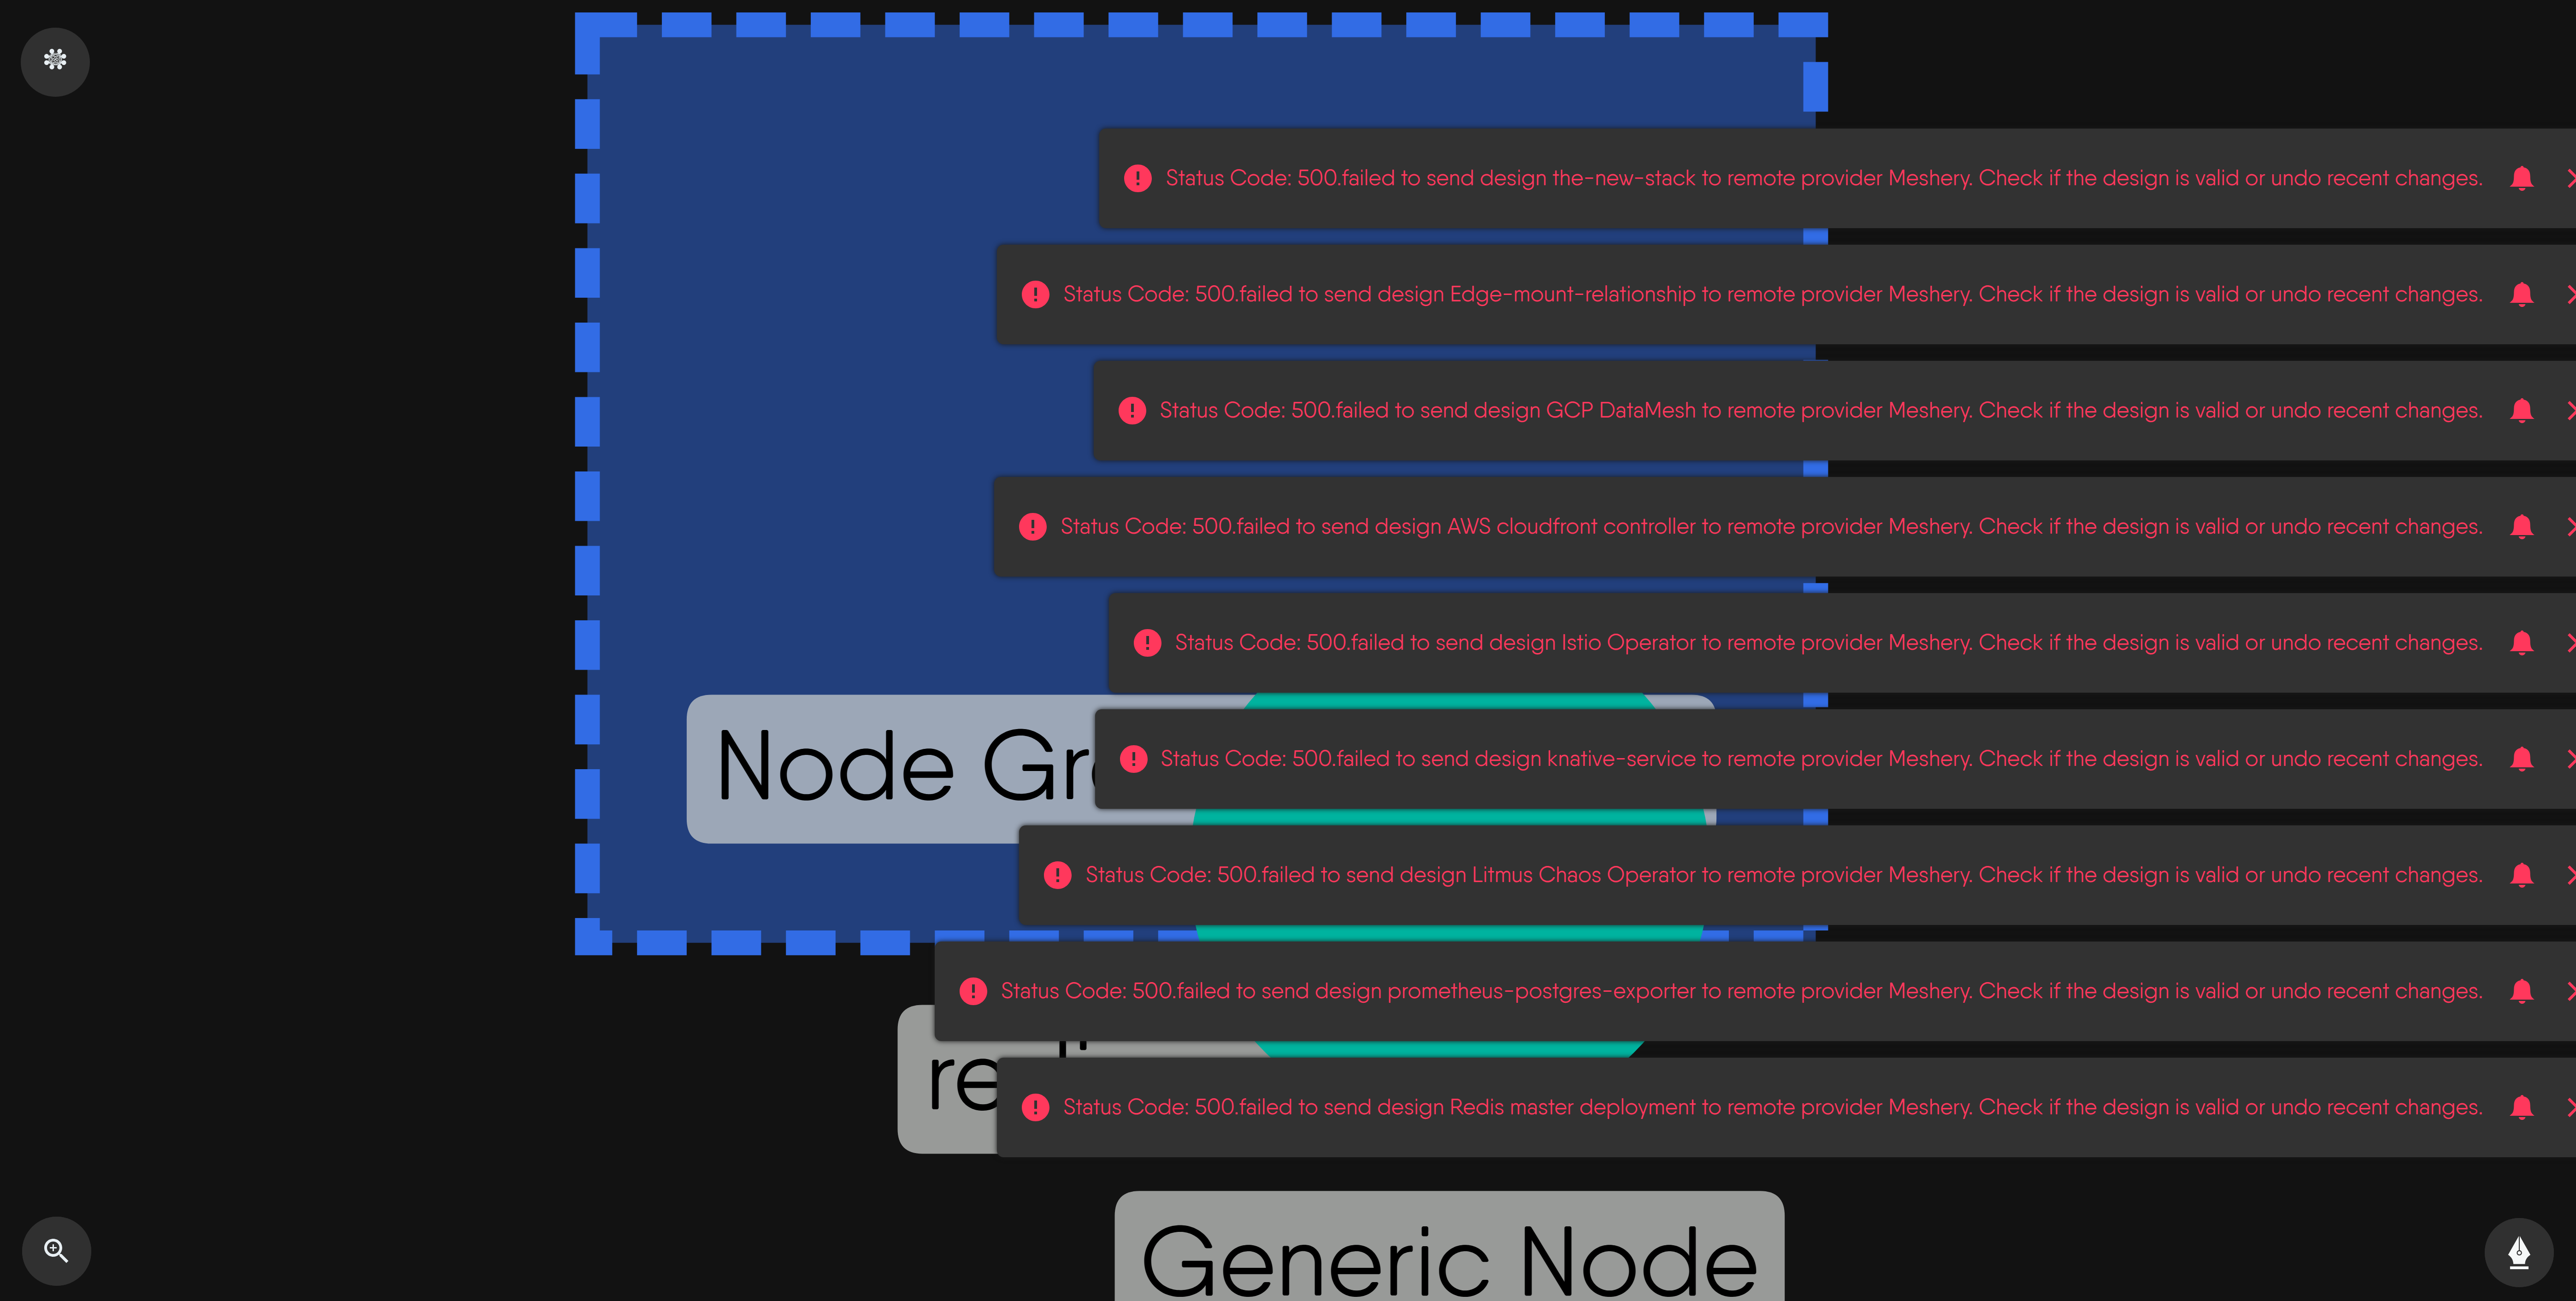 Status Code: 500.failed to send design the-new-stack to remote provider Meshery. Check if the design is valid or undo recent changes.
Status Code: 500.failed to send design Edge-mount-relationship to remote provider Meshery. Check if the design is valid or undo recent changes.
Status Code: 500.failed to send design GCP DataMesh to remote provider Meshery. Check if the design is valid or undo recent changes.
Status Code: 500.failed to send design AWS cloudfront controller to remote provider Meshery. Check if the design is valid or undo recent changes.
Status Code: 500.failed to send design Istio Operator to remote provider Meshery. Check if the design is valid or undo recent changes.
Node
Status Code: 500.failed to send design knative-service to remote provider Meshery. Check if the design is valid or undo recent changes.
Status Code: 500.failed to send design Litmus Chaos Operator to remote provider Meshery. Check if the design is valid or undo recent changes.
Status Code: 500.failed to send design prometheus-postgres-exporter to remote provider Meshery. Check if the design is valid or undo recent changes.
Status Code: 500.failed to send design Redis master deployment to remote provider Meshery. Check if the design is valid or undo recent changes.
Generic Node